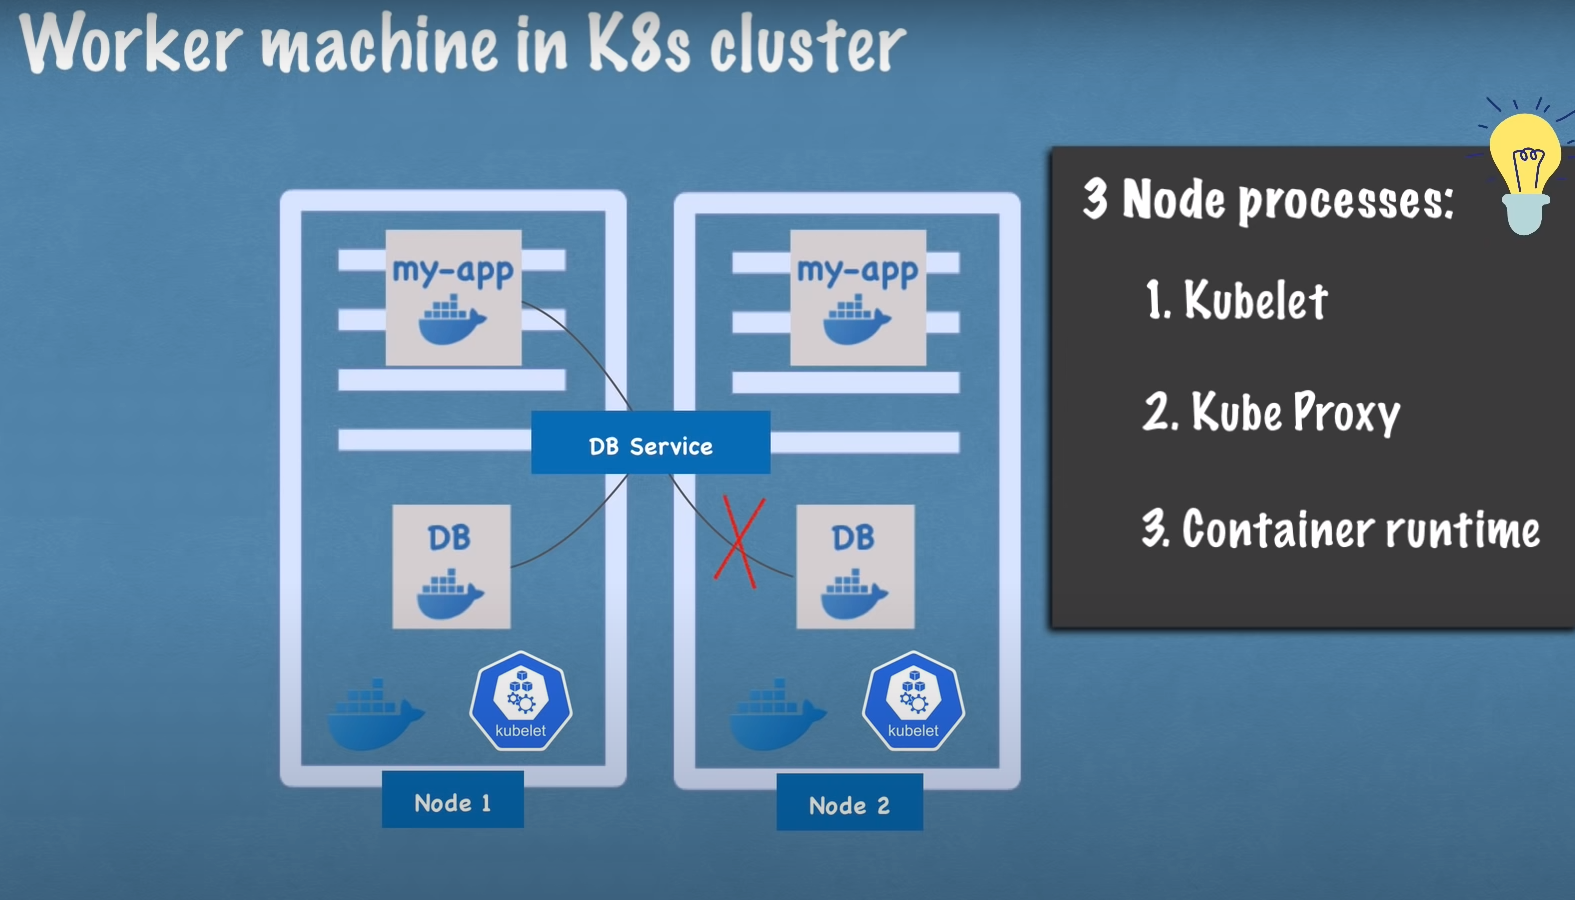 Worker machine in K8s cluster
3 Node processes:
1. Kubelet
2. Kube Proxy
3. Container runtime
my-app
my-app
DB Service
DB
DB
kubelet
kubelet
Node 1
Node 2